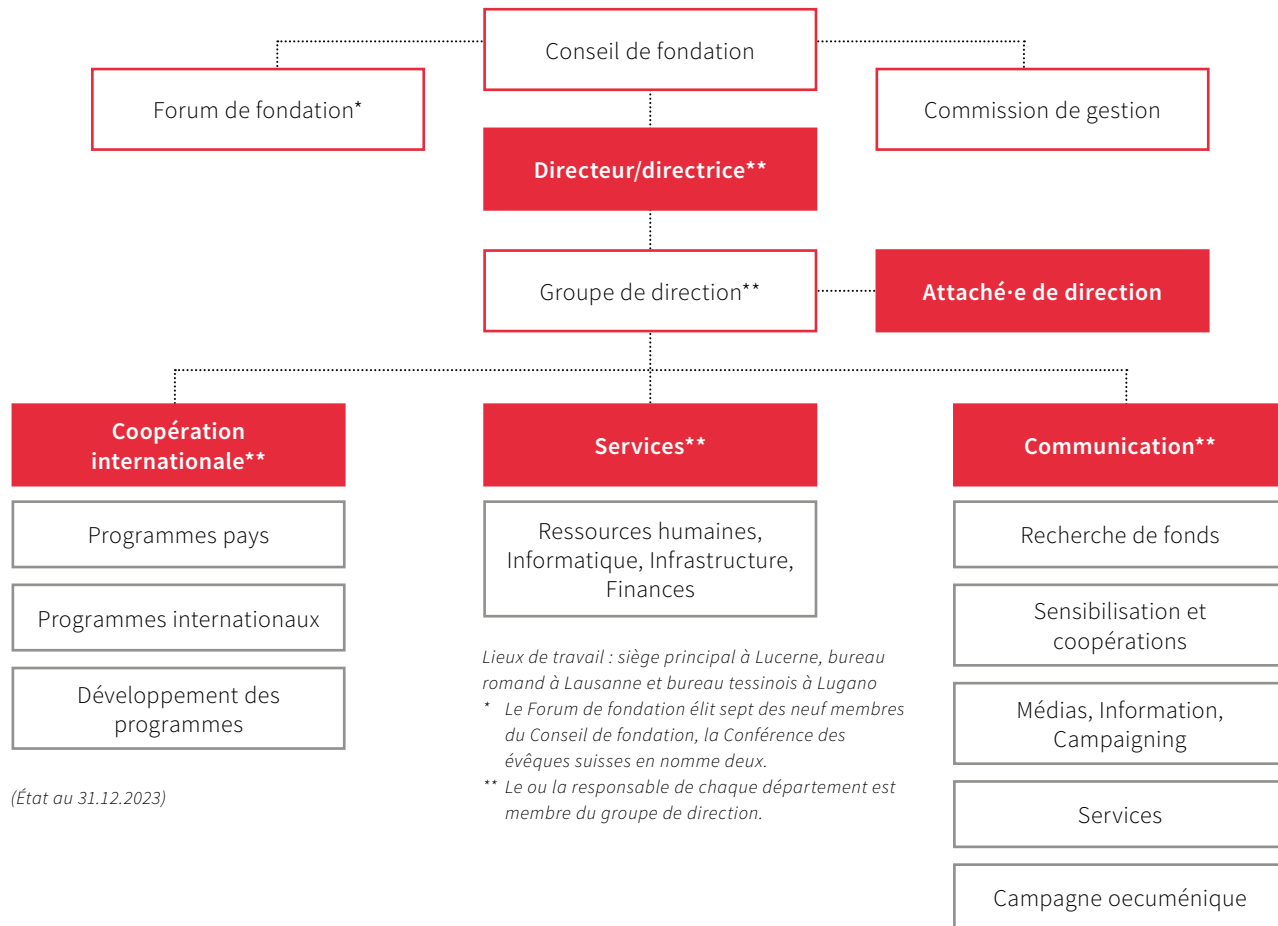 Conseil de fondation
Forum de fondation*
Commission de gestion
Directeur/directrice**
Groupe de direction**
Attaché·e de direction
Coopération
internationale**
Programmes pays
Programmes internationaux
Développement des
programmes
(État au 31.12.2023)
Services**
Ressources humaines,
Informatique, Infrastructure,
Finances
Lieux de travail : siège principal à Lucerne, bureau
romand à Lausanne et bureau tessinois à Lugano
* Le Forum de fondation élit sept des neuf membres
du Conseil de fondation, la Conférence des
évêques suisses en nomme deux.
** Le ou la responsable de chaque département est
membre du groupe de direction.
Communication**
Recherche de fonds
Sensibilisation et
coopérations
Médias, Information,
Campaigning
Services
Campagne oecuménique